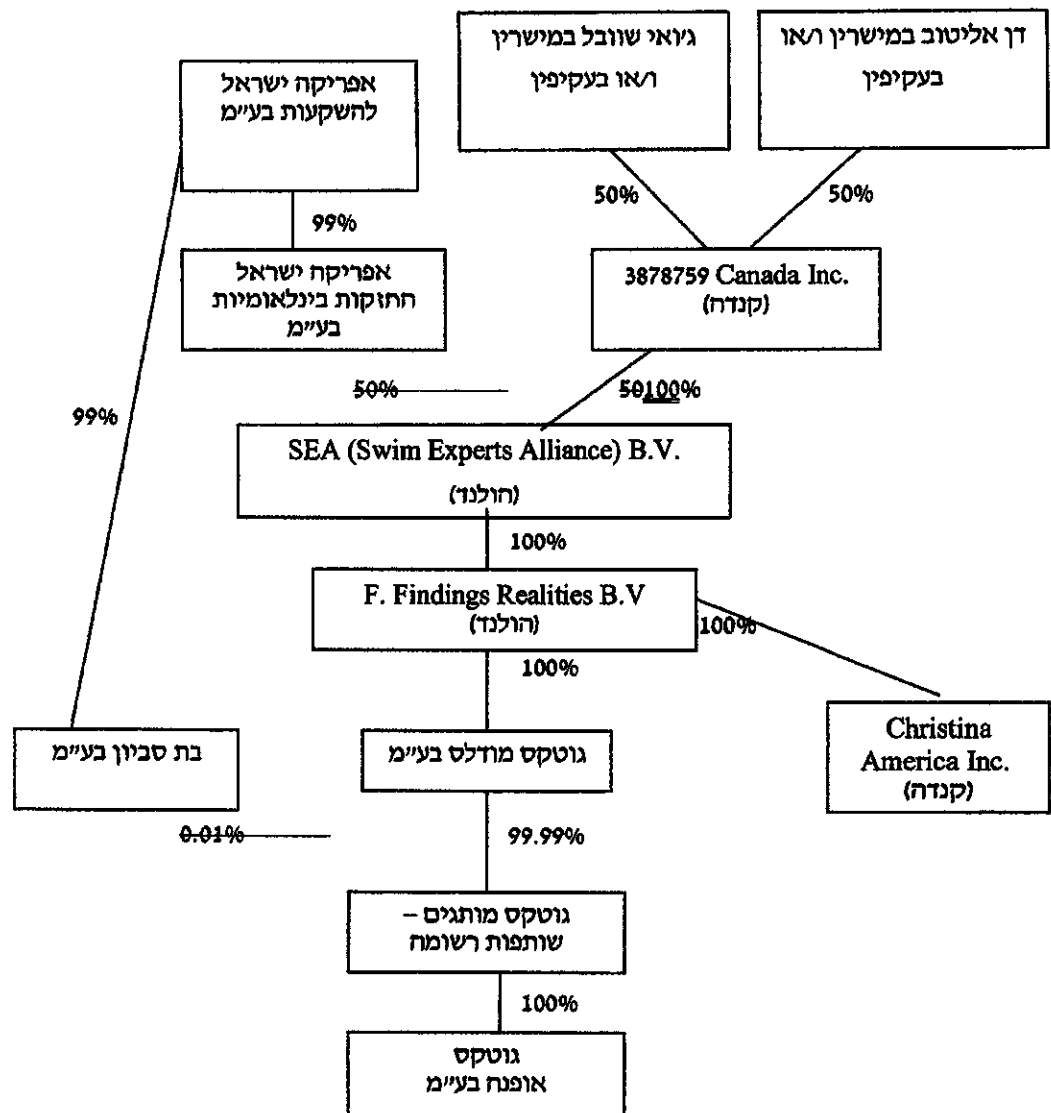 דן אליטוב במישרין ו/או
בעקיפין
ג'ואי שוובל במישרין
ו/או בעקיפין
אפריקה ישראל
להשקעות בע״מ
50%
50%
99%
3878759 Canada Inc.
(קנדה)
אפריקה ישראל
החזקות בינלאומיות
בע״מ
50%
50100%
99%
SEA (Swim Experts Alliance) B.V.
(הולנד)
100%
F. Findings Realities B.V
(הולנד)
100%
100%
Christina
America Inc.
(קנדה)
גוטקס מודלס בע״מ
בת סביון בע״מ
0.01%
99.99%
גוטקס מותגים –
שותפות רשומה
100%
גוטקס
אופנה בע״מ